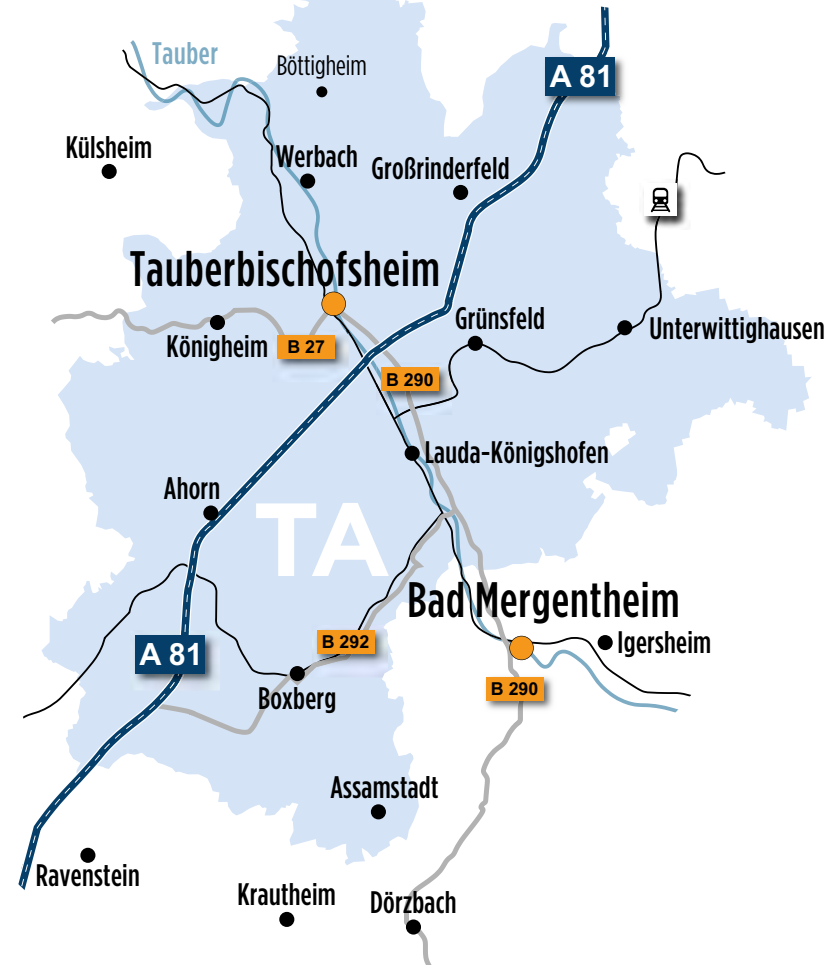 Tauber
Böttigheim
A 81
Külsheim
Werbach
Großrinderfeld
Tauberbischofsheim
Königheim
B 27
Grünsfeld
Unterwittighausen
B 290
Lauda-Königshofen
Ahorn
TA
Bad Mergentheim
A 81
B 292
Igersheim
Boxberg
B 290
Assamstadt
Ravenstein
Krautheim
Dörzbach